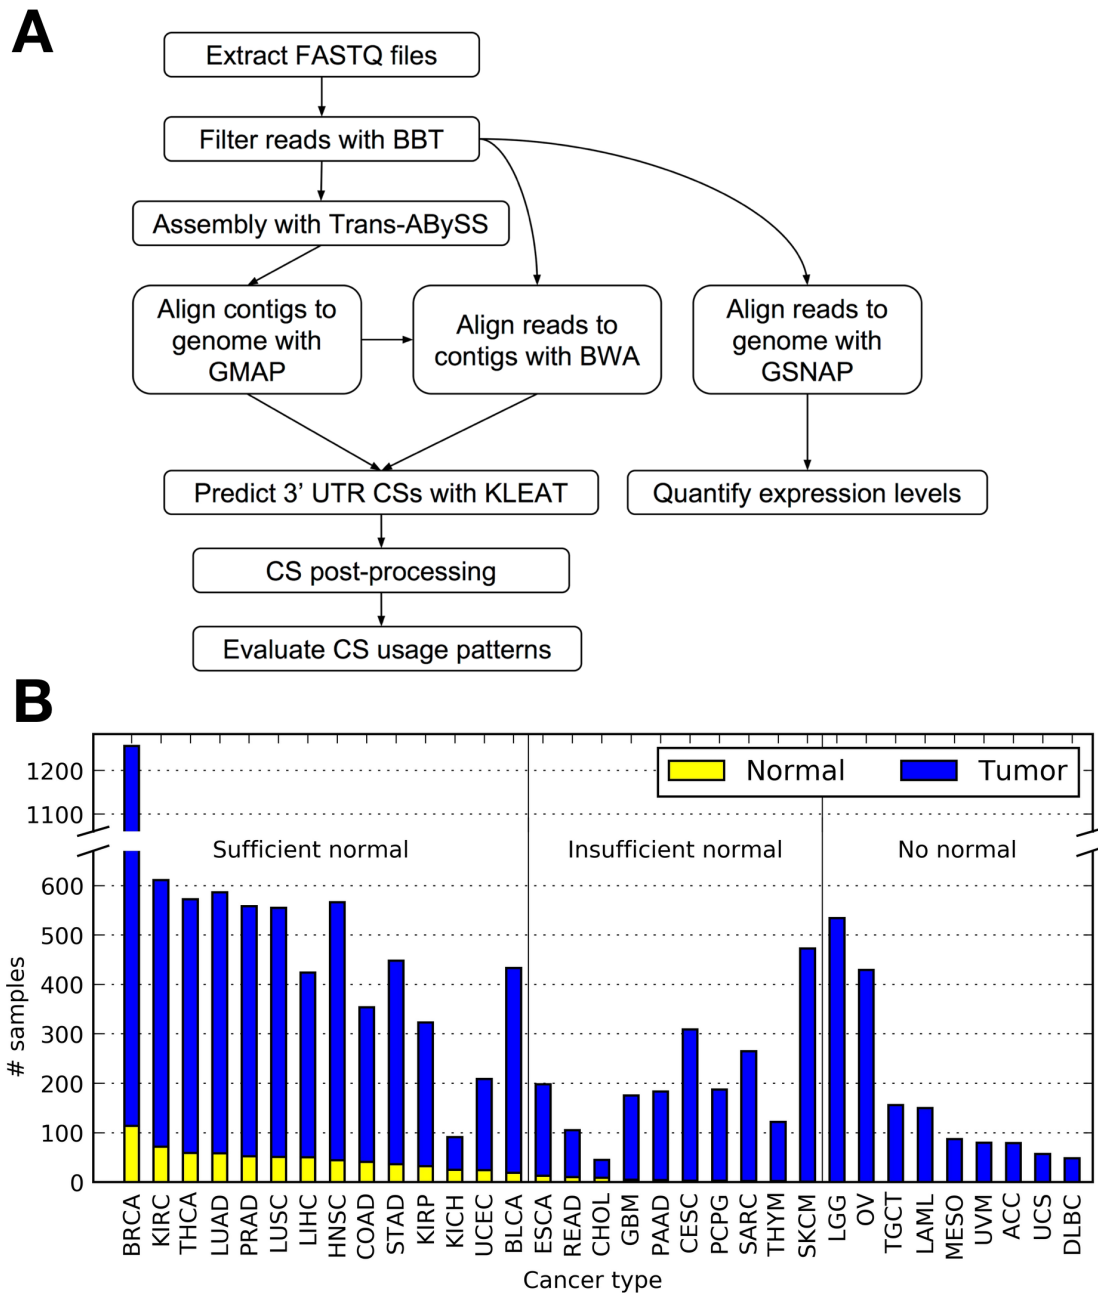 A
Extract FASTQ files
Filter reads with BBT
Assembly with Trans-ABySS
Align contigs to
genome with
GMAP
Align reads to
contigs with BWA
Align reads to
genome with
GSNAP
Predict 3’ UTR CSs with KLEAT
Quantify expression levels
CS post-processing
Evaluate CS usage patterns
B
Normal
Tumor
1200
1100
Sufficient normal
Insufficient normal
No normal
600
500
400
300
200
100
0
# samples
BRCA
KIRC
THCA
LUAD
PRAD
LUSC
LIHC
HNSC
COAD
STAD
KIRP
KICH
UCEC
BLCA
ESCA
READ
CHOL
GBM
PAAD
CESC
PCPG
SARC
THYM
SKCM
LGG
OV
TGCT
LAML
MESO
UVM
ACC
UCS
DLBC
Cancer type